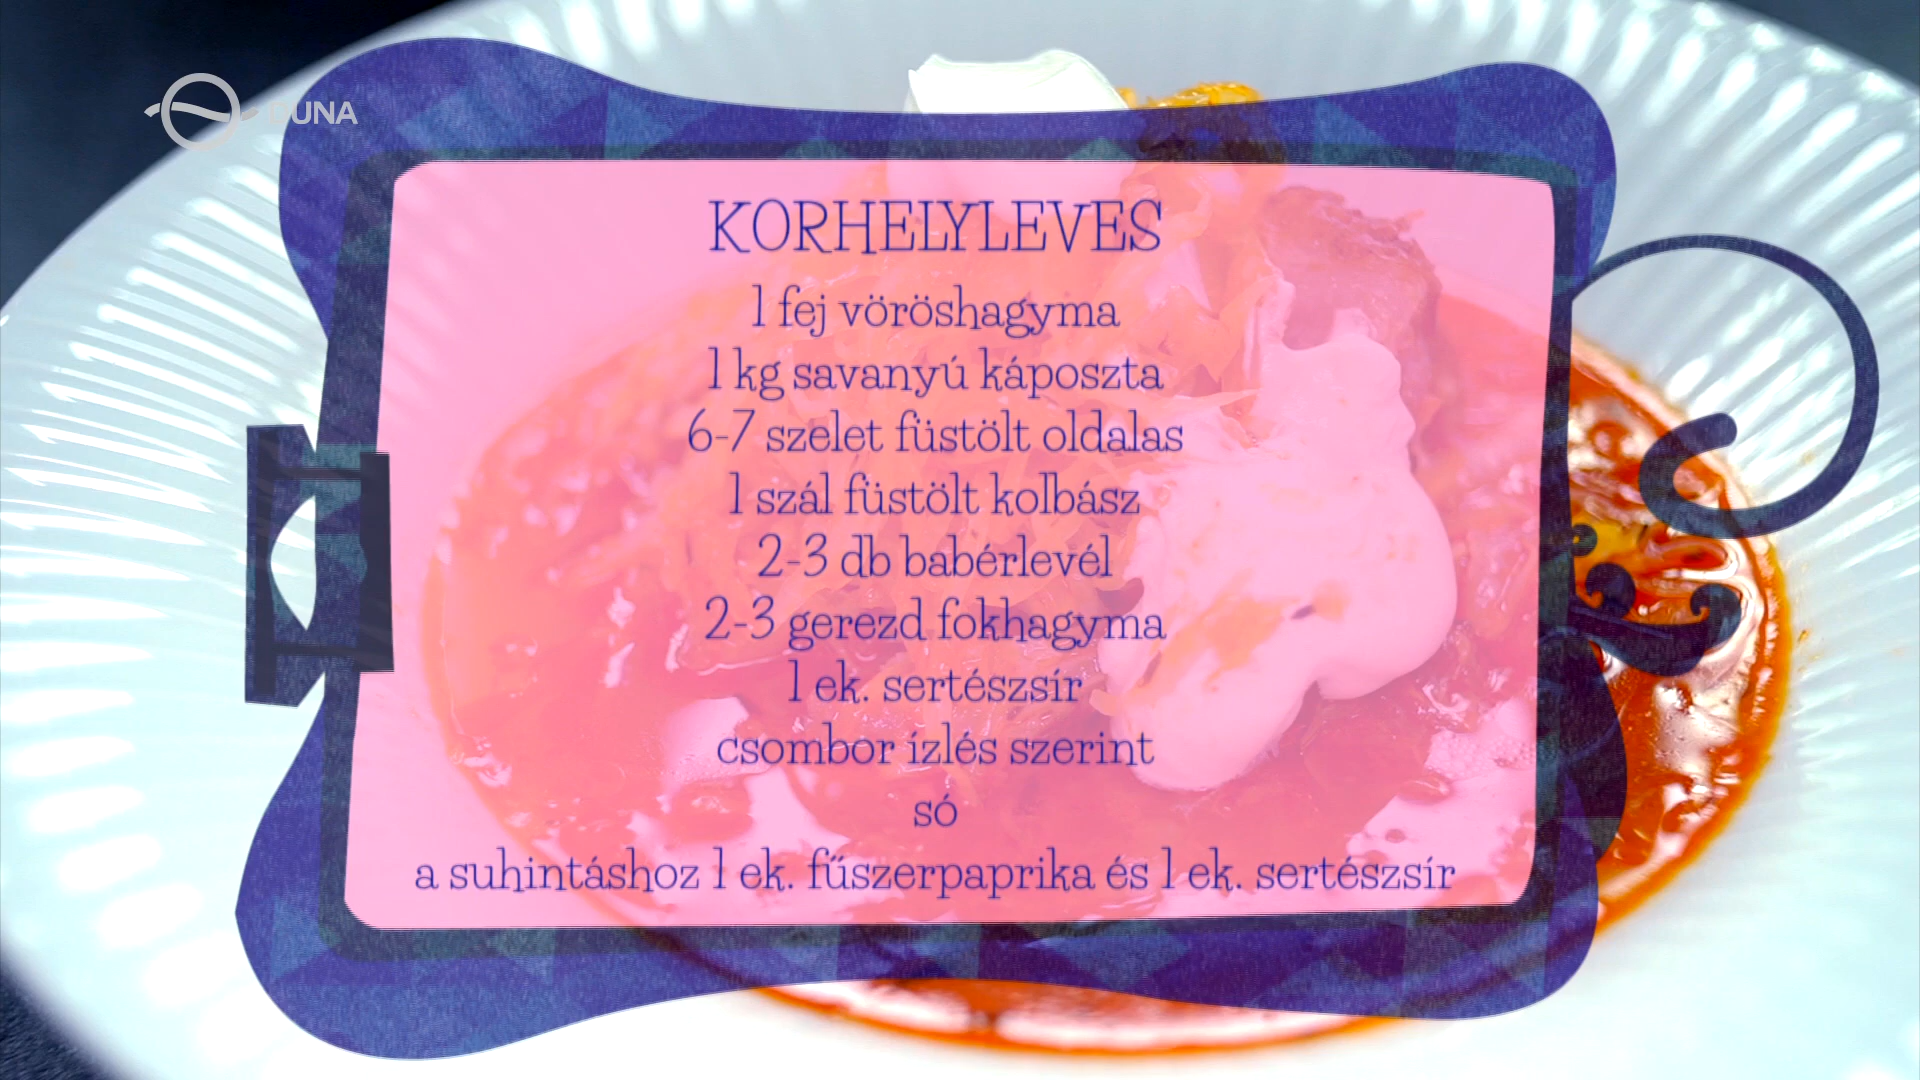 DUNA
KORHELYLEVES
1 fej vöröshagyma
1 kg savanyú káposzta
6-7 szelet füstölt oldalas
1 szál füstölt kolbász
2-3 db babérlevél
2-3 gerezd fokhagyma
1 ek. sertészsír
csombor ízlés szerint
só
a suhintáshoz 1 ek. fűszerpaprika és 1 ek. sertészsír